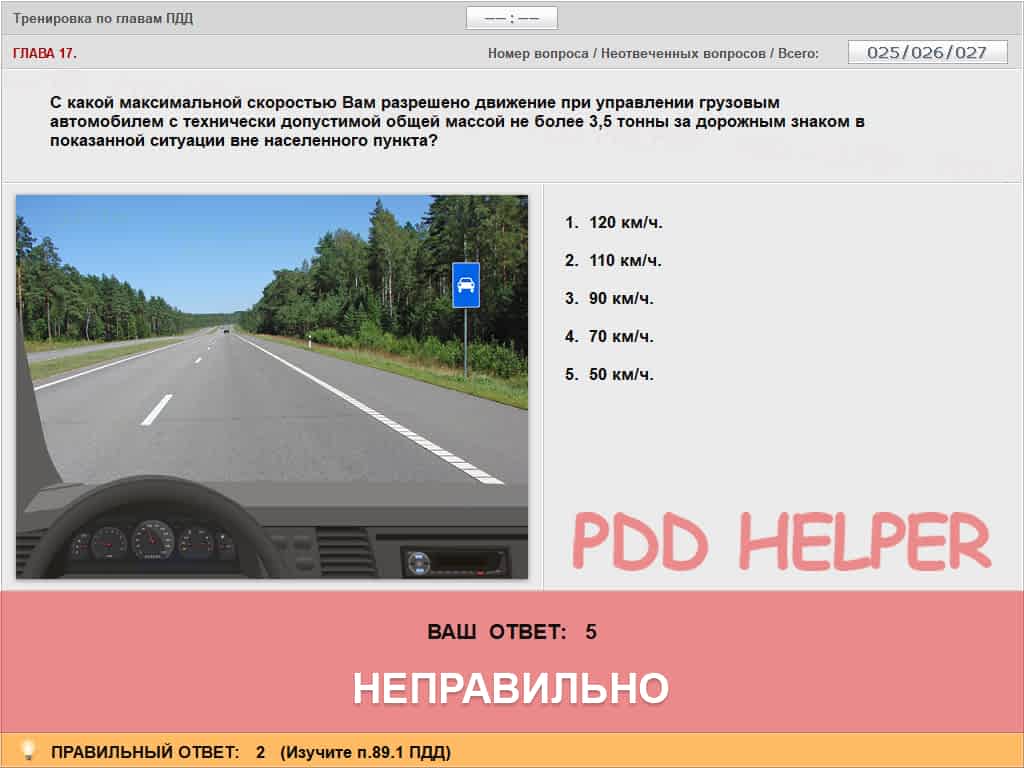 Тренировка по главам ПДД
–– : ––
ГЛАВА 17.
Номер вопроса / Неотвеченных вопросов / Всего:
025/026/027
С какой максимальной скоростью Вам разрешено движение при управлении грузовым
автомобилем с технически допустимой общей массой не более 3,5 тонны за дорожным знаком в
показанной ситуации вне населенного пункта?
1. 120 км/ч.
2. 110 км/ч.
3. 90 км/ч.
4. 70 км/ч.
5. 50 км/ч.
PDD HELPER
ВАШ ОТВЕТ: 5
НЕПРАВИЛЬНО
ПРАВИЛЬНЫЙ ОТВЕТ: 2 (Изучите п.89.1 ПДД)